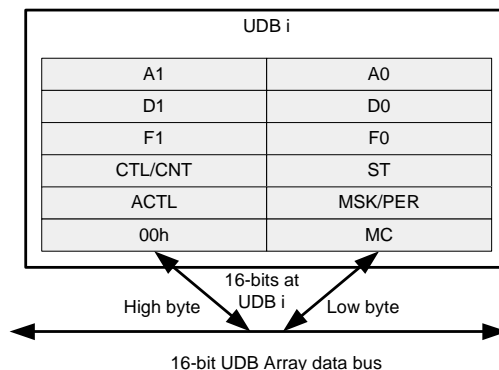 UDB i
A1 A0
D1 D0
F1 F0
CTL/CNT ST
ACTL MSK/PER
00h MC
16-bits at
UDB i
High byte Low byte
16-bit UDB Array data bus